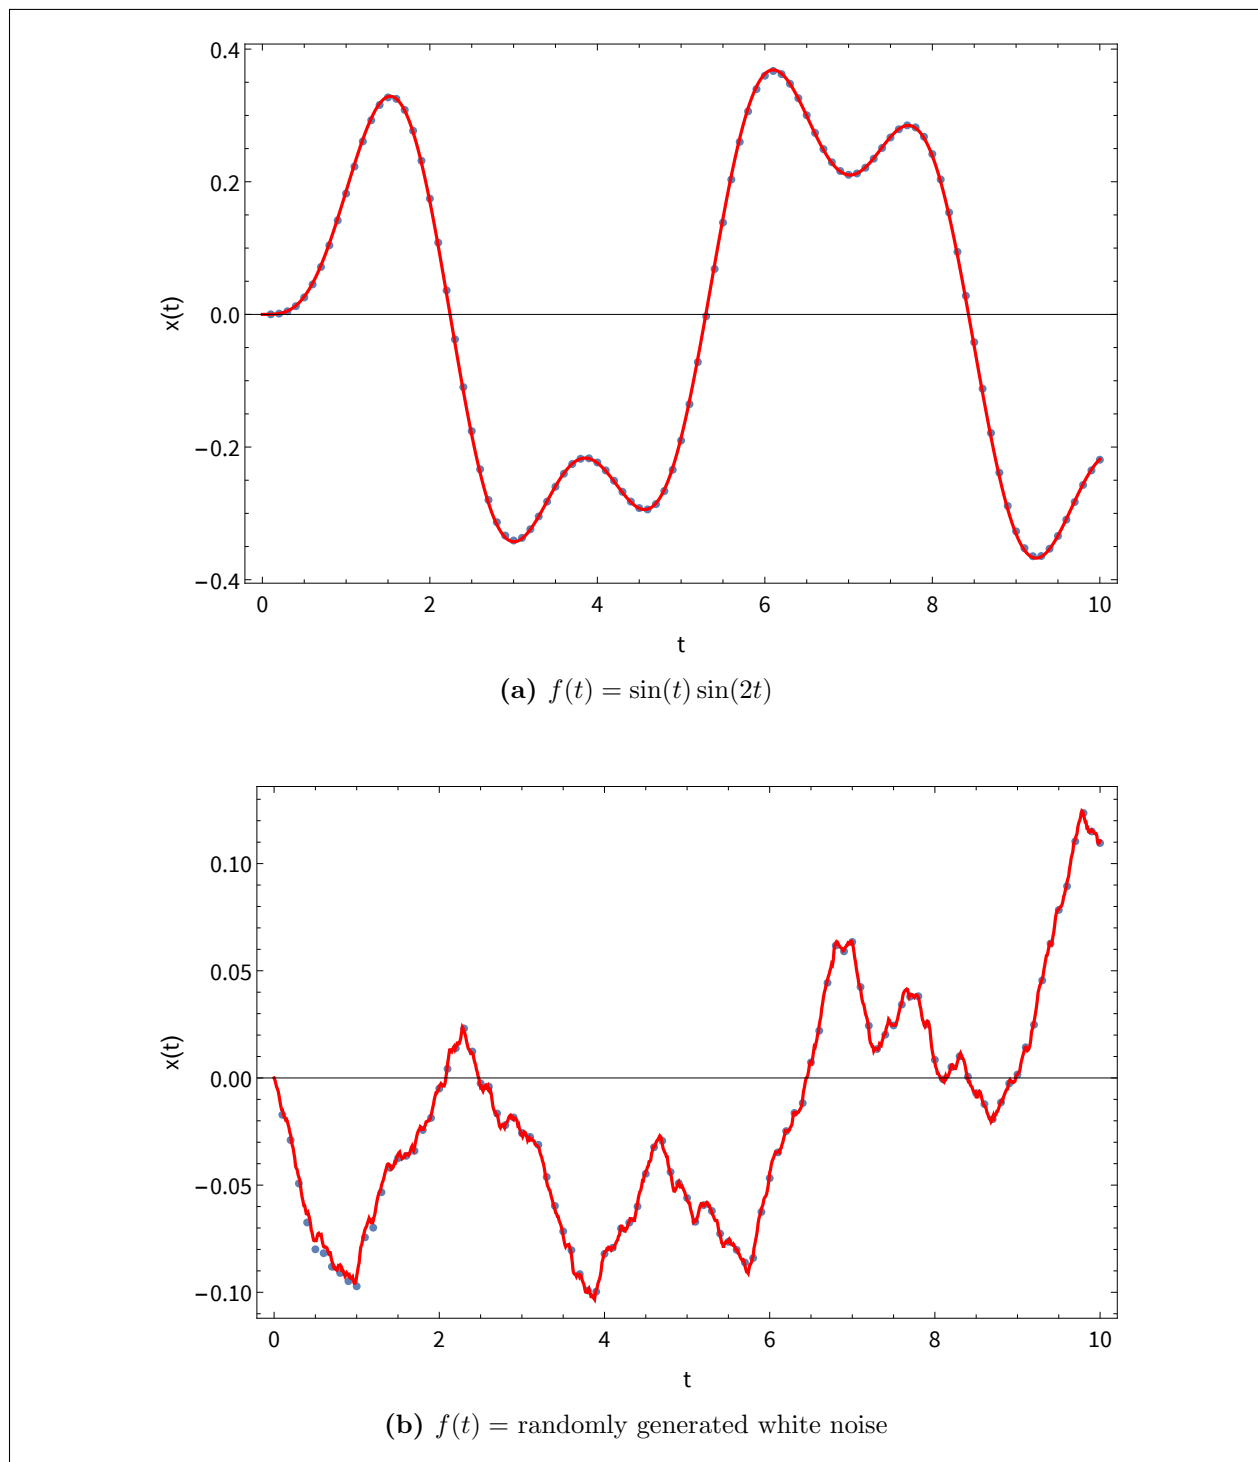 0.4
0.2
0.0
−0.2
−0.4
x(t)
0 2 4 6 8 10
t
(a) f(t) = sin(t) sin(2t)
0.10
0.05
0.00
−0.05
−0.10
x(t)
0 2 4 6 8 10
t
(b) f(t) = randomly generated white noise